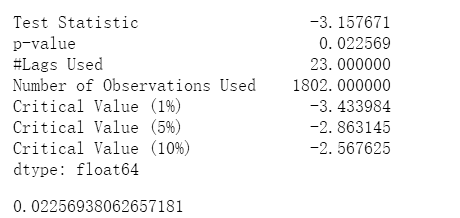 Test Statistic -3.157671
p-value 0.022569
#Lags Used 23.000000
Number of Observations Used 1802.000000
Critical Value (1%) -3.433984
Critical Value (5%) -2.863145
Critical Value (10%) -2.567625
dtype: float64
0.02256938062657181